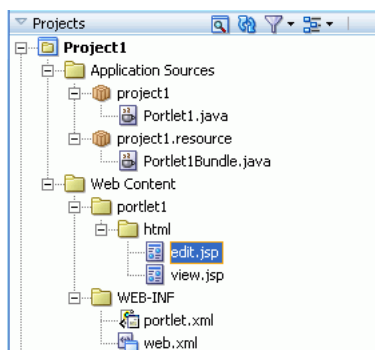 Projects
Project1
Application Sources
project1
Portlet1.java
project1.resource
Portlet1Bundle.java
Web Content
portlet1
html
edit.jsp
view.jsp
WEB-INF
portlet.xml
web.xml